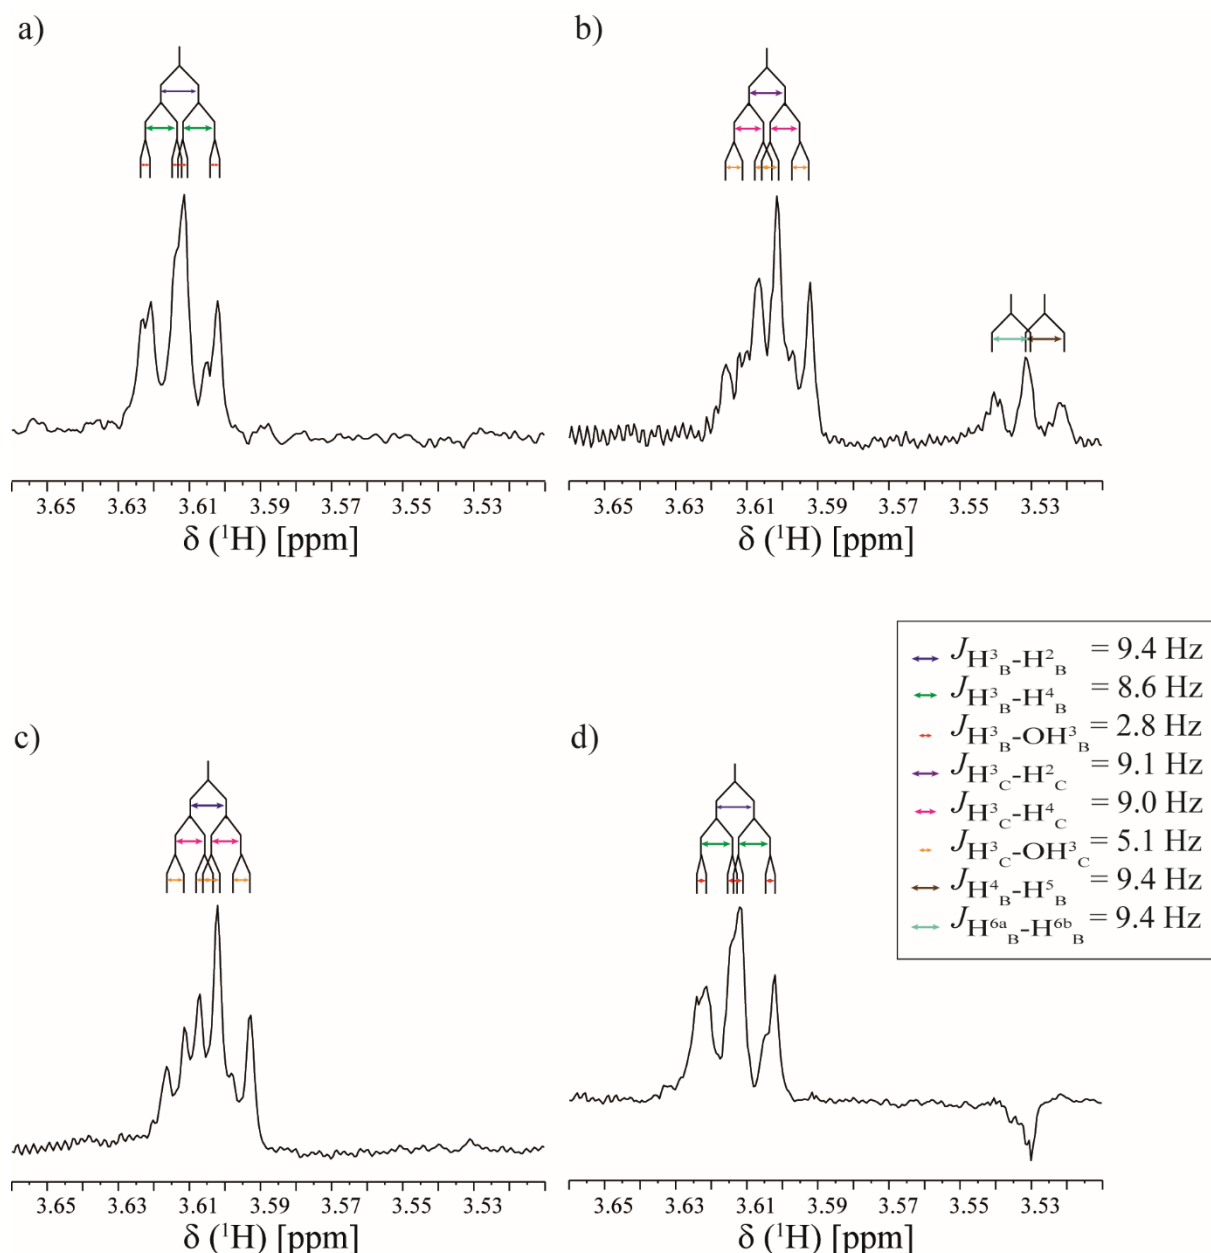 a)
b)
3.65 3.63 3.61 3.59 3.57 3.55 3.53
δ (¹H) [ppm]
3.65 3.63 3.61 3.59 3.57 3.55 3.53
δ (¹H) [ppm]
J H³B-H²B = 9.4 Hz
J H³B-H⁴B = 8.6 Hz
J H³B-OH³B = 2.8 Hz
J H³C-H²C = 9.1 Hz
J H³C-H⁴C = 9.0 Hz
J H³C-OH³C = 5.1 Hz
J H⁴B-H⁵B = 9.4 Hz
J H⁶ᵃB-H⁶ᵇB = 9.4 Hz
c)
d)
3.65 3.63 3.61 3.59 3.57 3.55 3.53
δ (¹H) [ppm]
3.65 3.63 3.61 3.59 3.57 3.55 3.53
δ (¹H) [ppm]